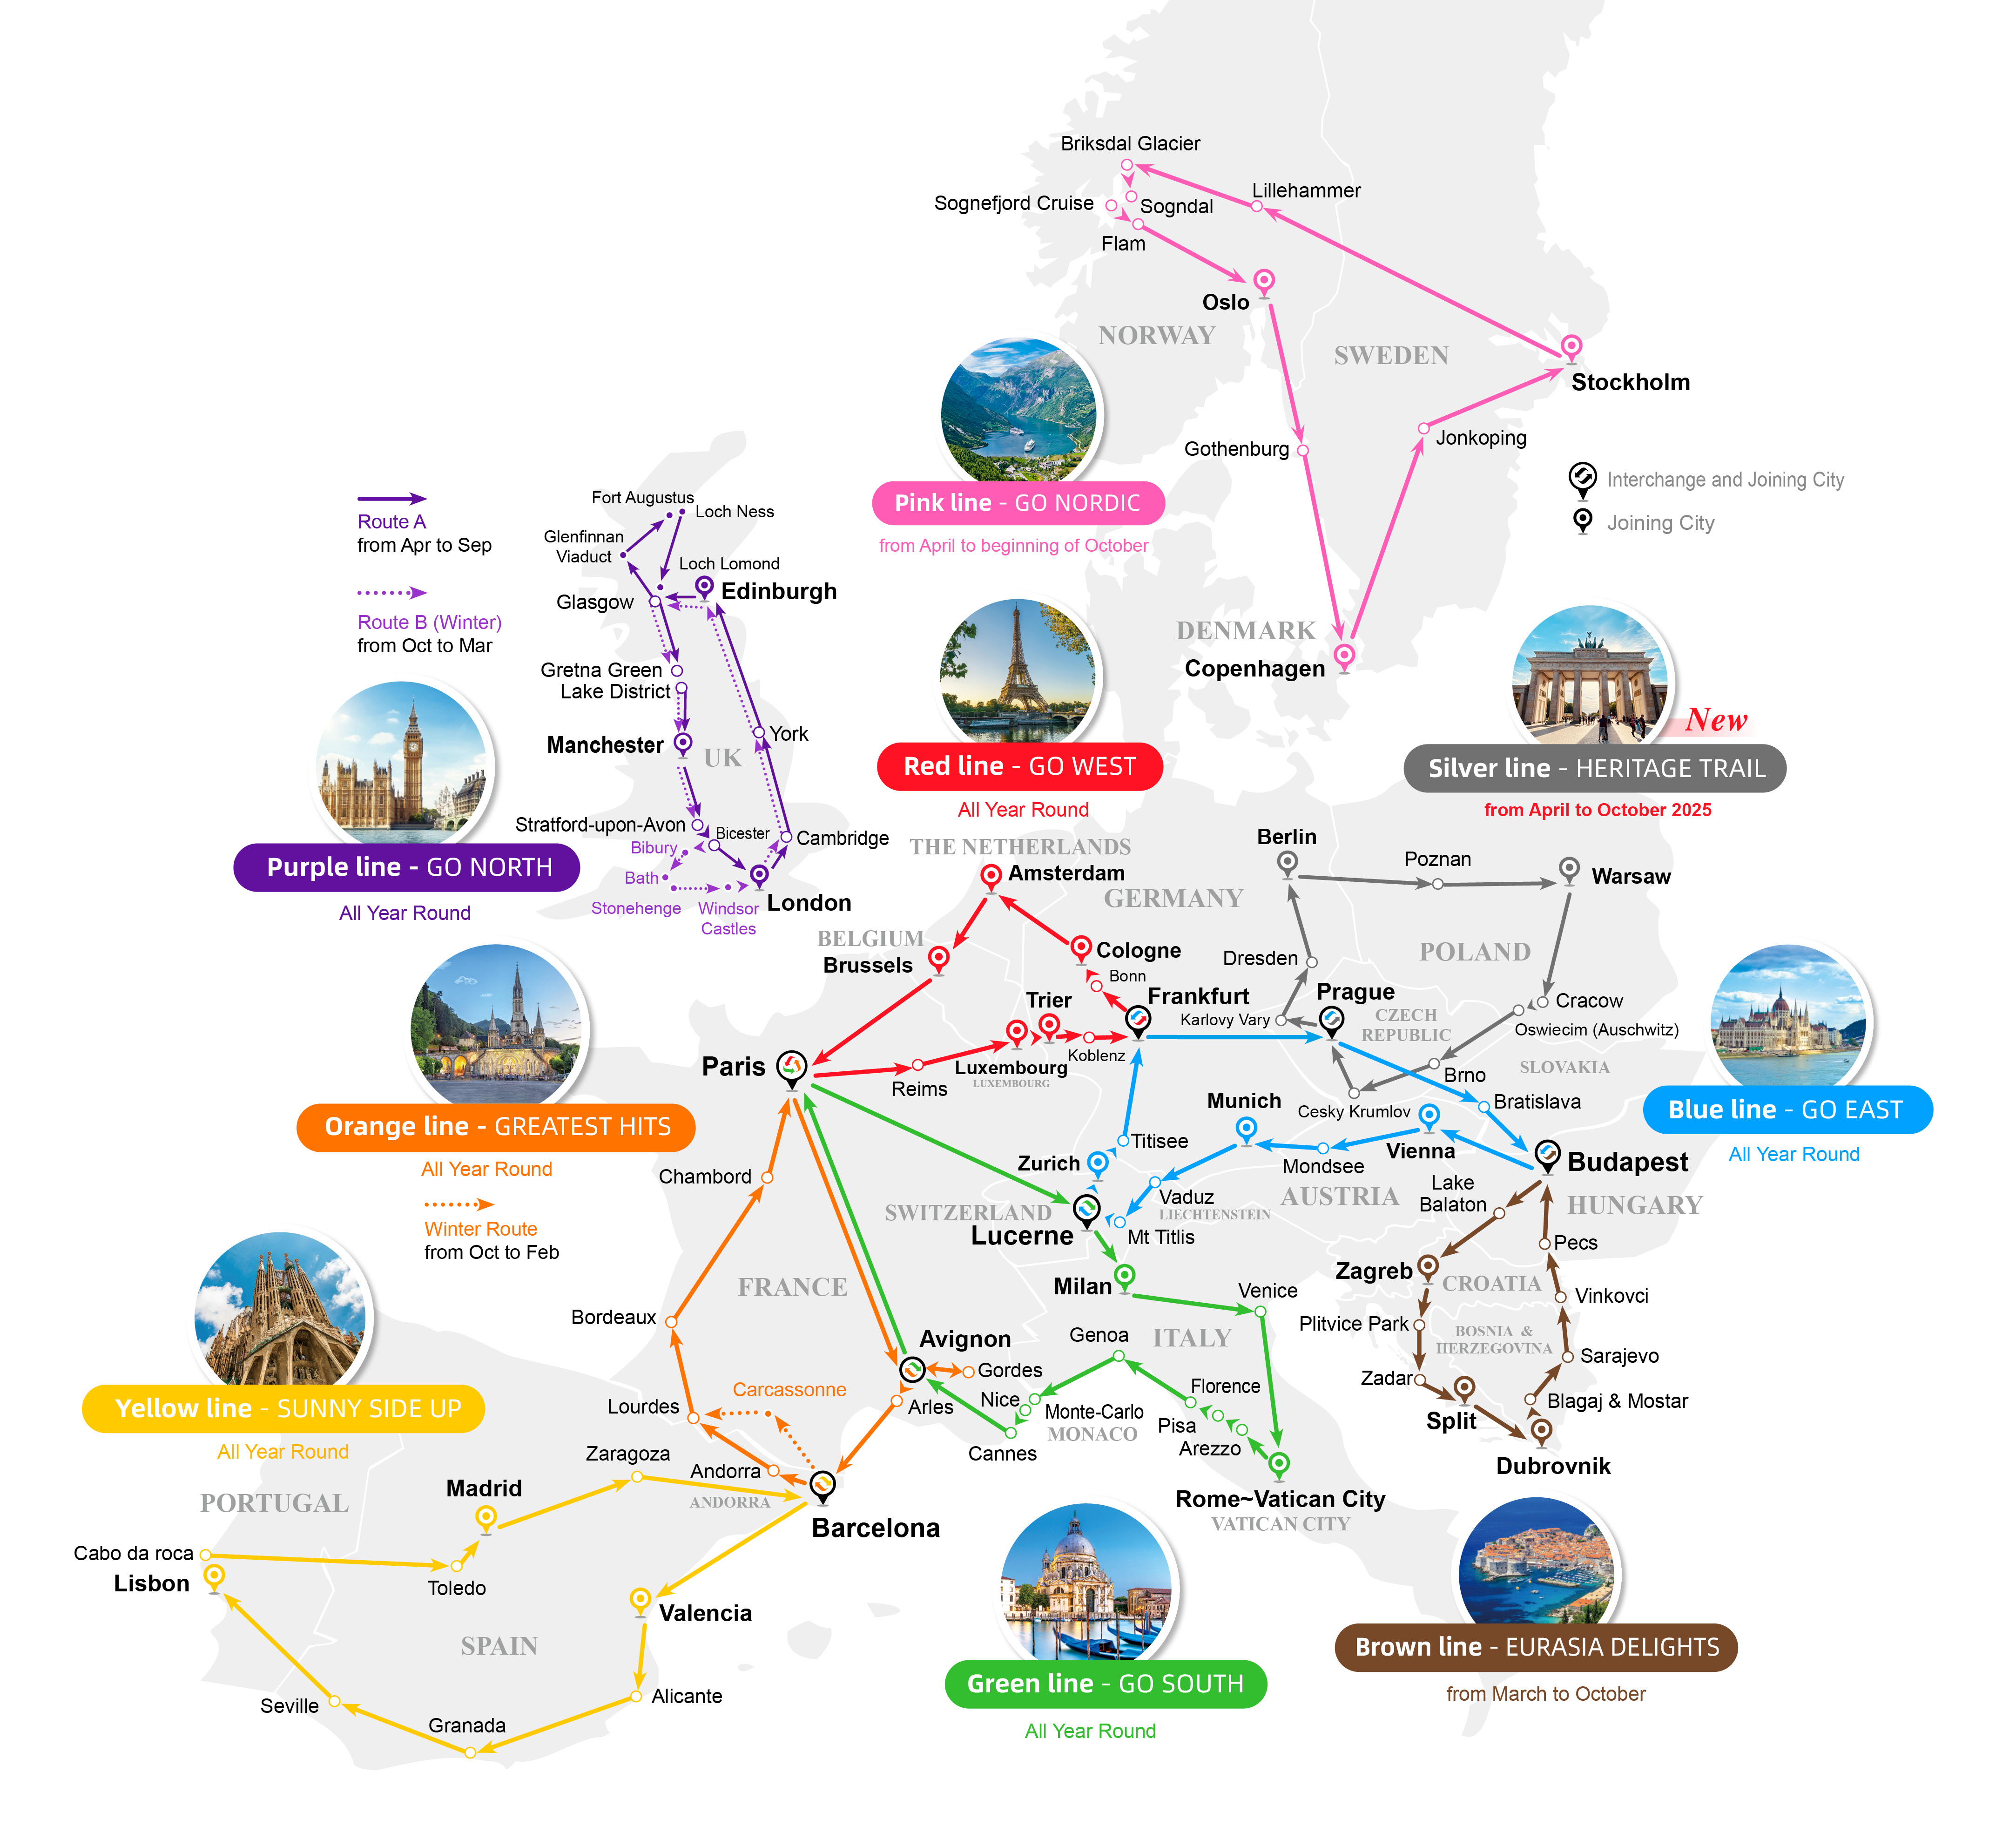 Briksdal Glacier
Lillehammer
Sognefjord Cruise
Sogndal
Flam
Oslo
NORWAY
SWEDEN
Stockholm
Gothenburg
Jonkoping
Pink line - GO NORDIC
from April to beginning of October
Interchange and Joining City
Joining City
DENMARK
Copenhagen
Route A
from Apr to Sep
Route B (Winter)
from Oct to Mar
Fort Augustus
Loch Ness
Glenfinnan
Viaduct
Loch Lomond
Edinburgh
Glasgow
Gretna Green
Lake District
Manchester
UK
York
Stratford-upon-Avon
Bicester
Cambridge
Bibury
Bath
Stonehenge
Windsor
Castles
London
Purple line - GO NORTH
All Year Round
Red line - GO WEST
All Year Round
New
Silver line - HERITAGE TRAIL
from April to October 2025
THE NETHERLANDS
Amsterdam
GERMANY
Berlin
Poznan
Warsaw
BELGIUM
Brussels
Cologne
Bonn
Dresden
POLAND
Trier
Frankfurt
Prague
Karlovy Vary
CZECH
REPUBLIC
Cracow
Oswiecim (Auschwitz)
Paris
Reims
Luxembourg
LUXEMBOURG
Koblenz
Brno
SLOVAKIA
Cesky Krumlov
Bratislava
Orange line - GREATEST HITS
All Year Round
Winter Route
from Oct to Feb
Blue line - GO EAST
All Year Round
Munich
Titisee
Zurich
Mondsee
Vienna
Budapest
AUSTRIA
HUNGARY
Vaduz
LIECHTENSTEIN
SWITZERLAND
Lucerne
Mt Titlis
Lake
Balaton
Pecs
Chambord
Milan
Venice
Zagreb
CROATIA
Vinkovci
FRANCE
Bordeaux
Plitvice Park
BOSNIA &
HERZEGOVINA
Sarajevo
Avignon
Gordes
Genoa
ITALY
Zadar
Split
Blagaj & Mostar
Dubrovnik
Carcassonne
Lourdes
Arles
Nice
Monte-Carlo
MONACO
Cannes
Florence
Pisa
Arezzo
Rome~Vatican City
VATICAN CITY
Yellow line - SUNNY SIDE UP
All Year Round
Zaragoza
Andorra
ANDORRA
Barcelona
PORTUGAL
Madrid
Cabo da roca
Lisbon
Toledo
Valencia
SPAIN
Alicante
Seville
Granada
Green line - GO SOUTH
All Year Round
Brown line - EURASIA DELIGHTS
from March to October